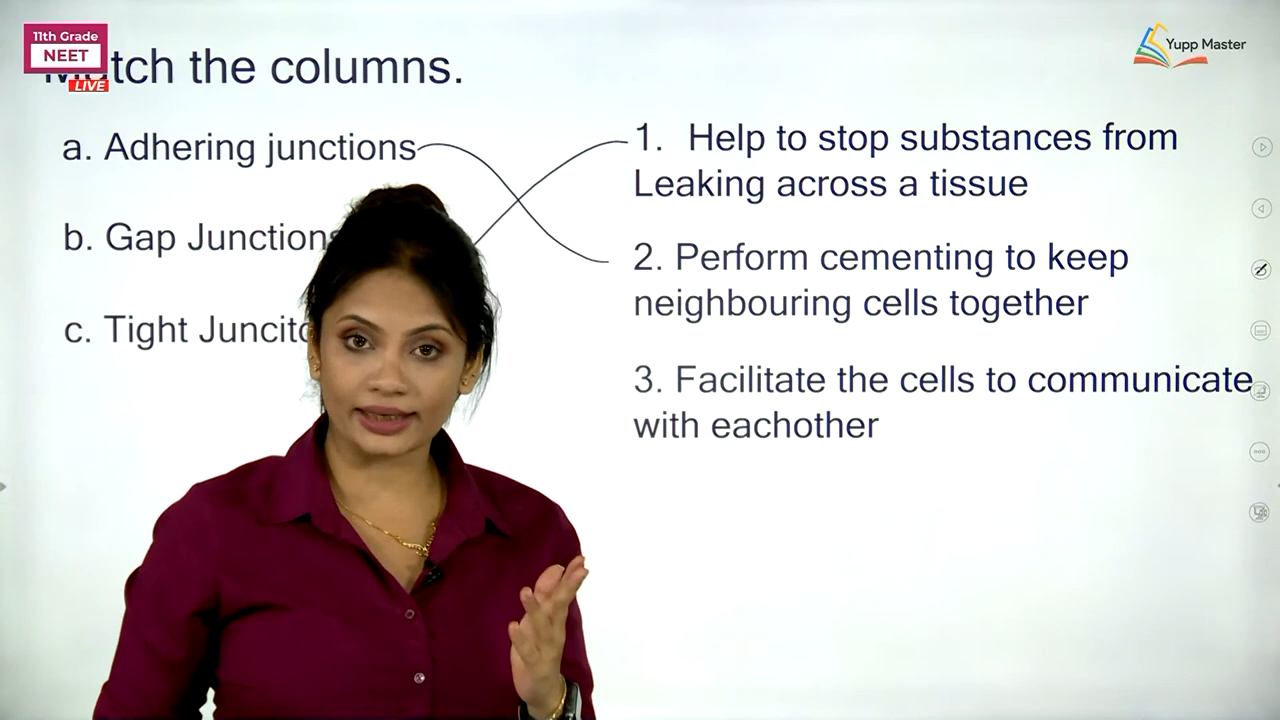 11th Grade
NEET
LIVE
Yupp Master
tch the columns.
a. Adhering junctions
1. Help to stop substances from
Leaking across a tissue
b. Gap Junction
2. Perform cementing to keep
neighbouring cells together
c. Tight Juncit
3. Facilitate the cells to communicate
with eachother